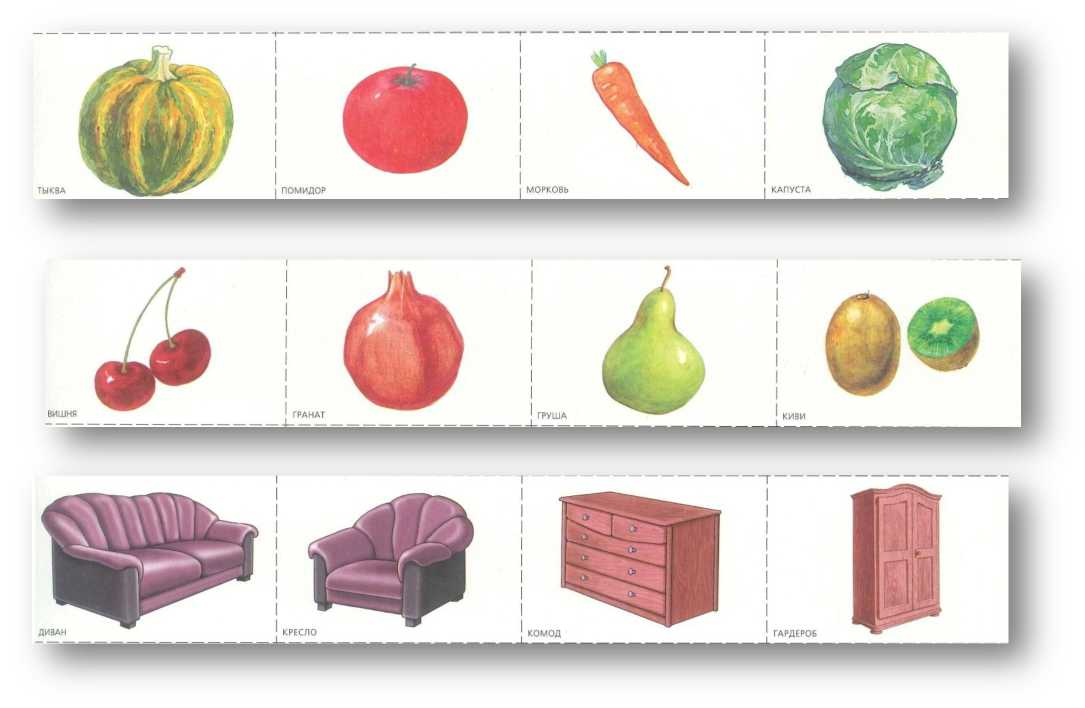 ТЫКВА
ПОМИДОР
МОРКОВЬ
КАПУСТА
ВИШНЯ
ГРАНАТ
ГРУША
КИВИ
ДИВАН
КРЕСЛО
КОМОД
ГАРДЕРОБ